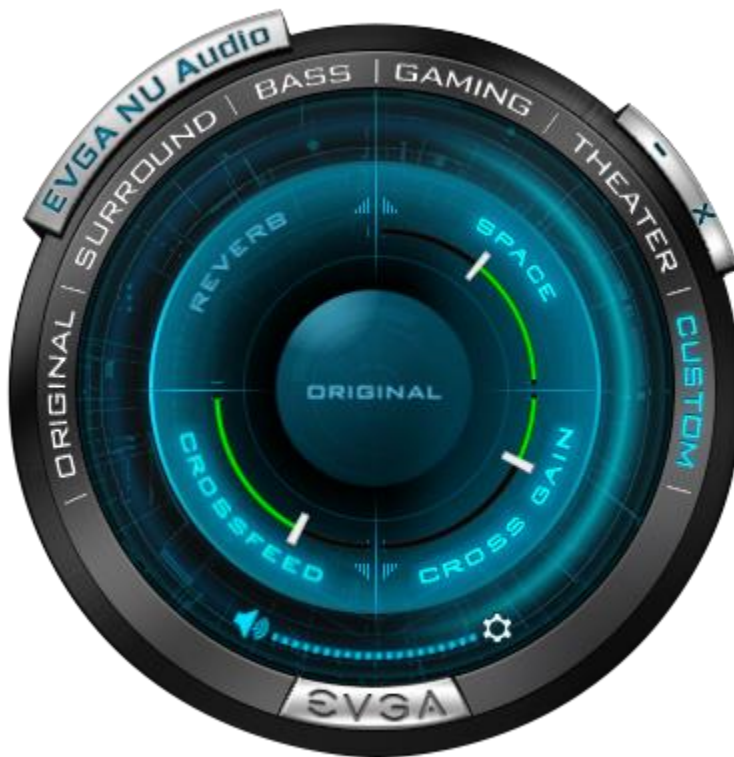 EVGA NU Audio
ORIGINAL | SURROUND | BASS | GAMING | THEATER | CUSTOM
- X
REVERB
SPACE
ORIGINAL
CROSSFEED
CROSS GAIN
EVGA